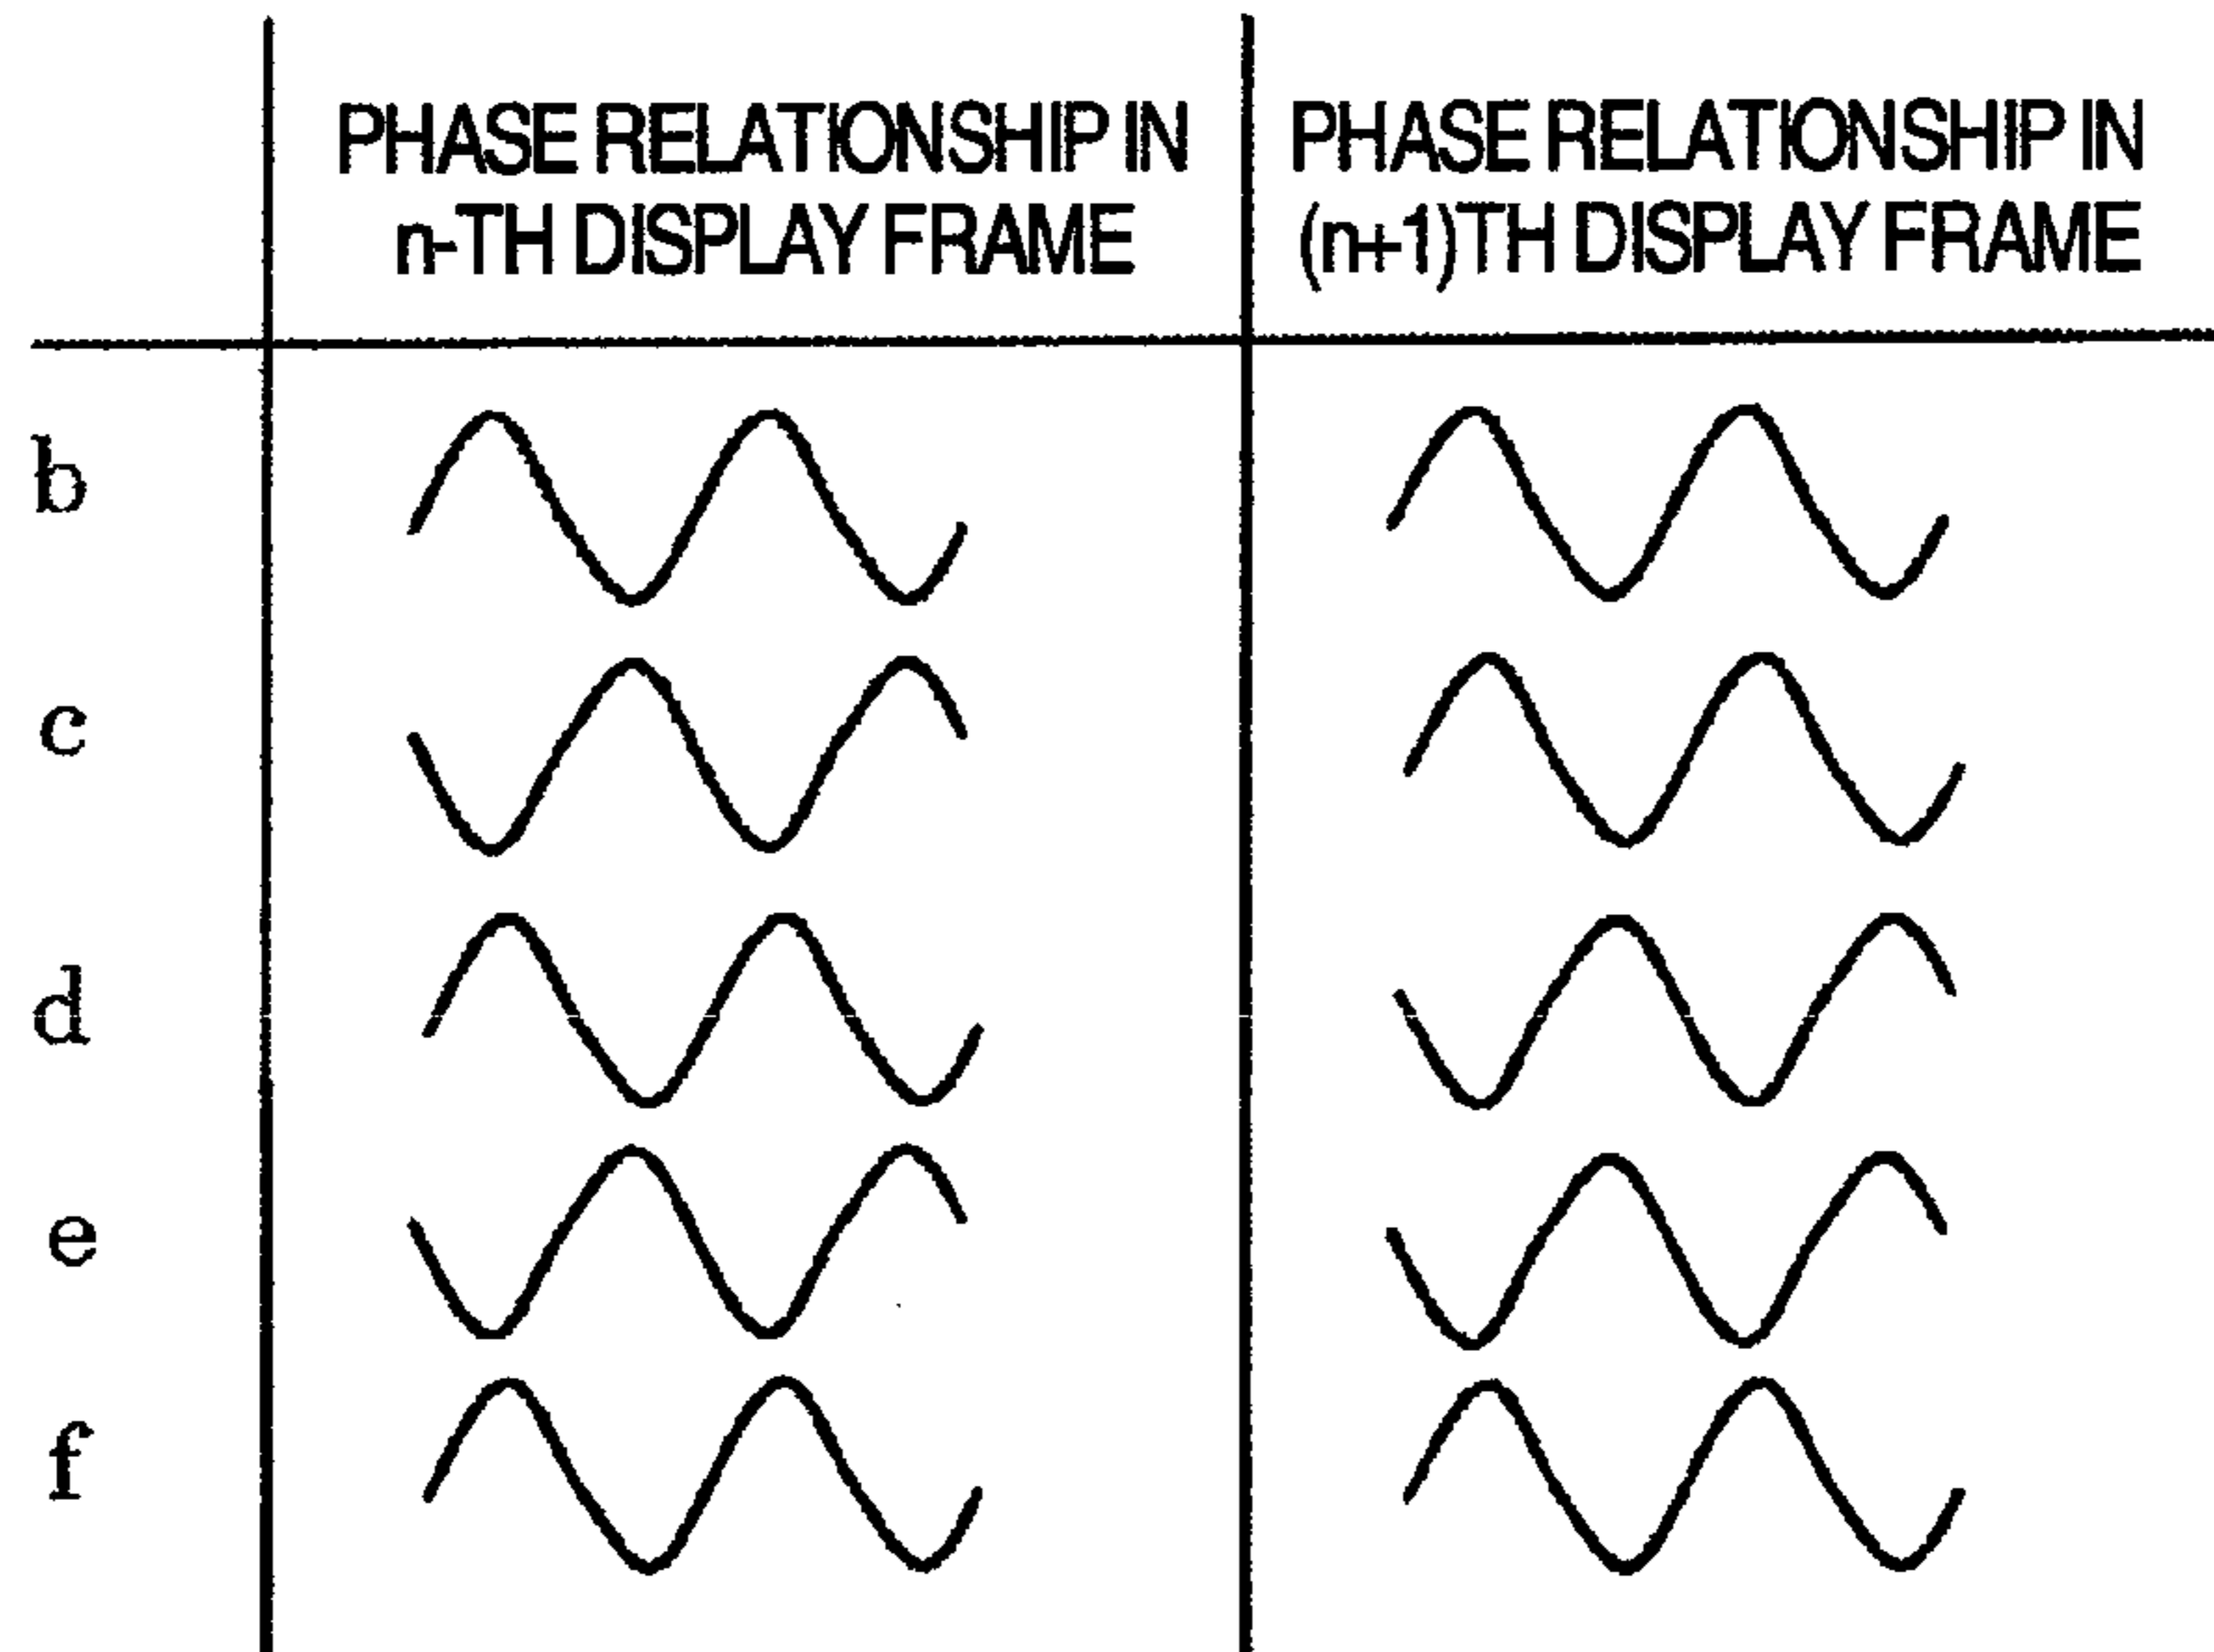 PHASE RELATIONSHIP IN
n-TH DISPLAY FRAME
PHASE RELATIONSHIP IN
(n+1)TH DISPLAY FRAME
b
c
d
e
f